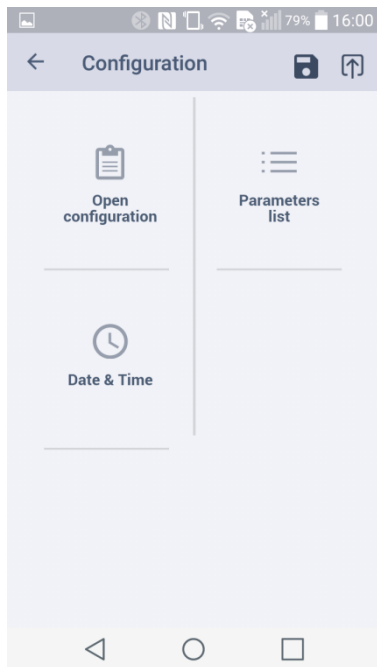 79% 16:00
Configuration
Open
configuration
Parameters
list
Date & Time